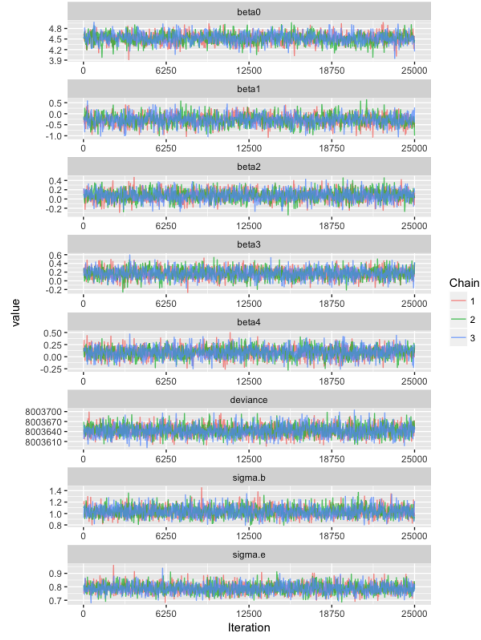 beta0
4.8
4.5
4.2
3.9
0 6250 12500 18750 25000
beta1
0.5
0.0
-0.5
-1.0
0 6250 12500 18750 25000
beta2
0.4
0.2
0.0
-0.2
0 6250 12500 18750 25000
beta3
0.6
0.4
0.2
0.0
-0.2
0 6250 12500 18750 25000
beta4
0.50
0.25
0.00
-0.25
0 6250 12500 18750 25000
deviance
8003700
8003670
8003640
8003610
0 6250 12500 18750 25000
sigma.b
1.4
1.2
1.0
0.8
0 6250 12500 18750 25000
sigma.e
0.9
0.8
0.7
0 6250 12500 18750 25000
Iteration
value
Chain
1
2
3